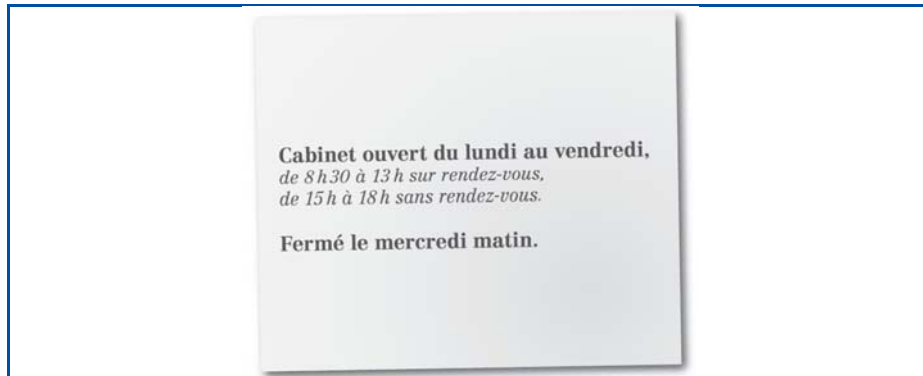 Cabinet ouvert du lundi au vendredi,
de 8h30 à 13h sur rendez-vous,
de 15h à 18h sans rendez-vous.
Fermé le mercredi matin.